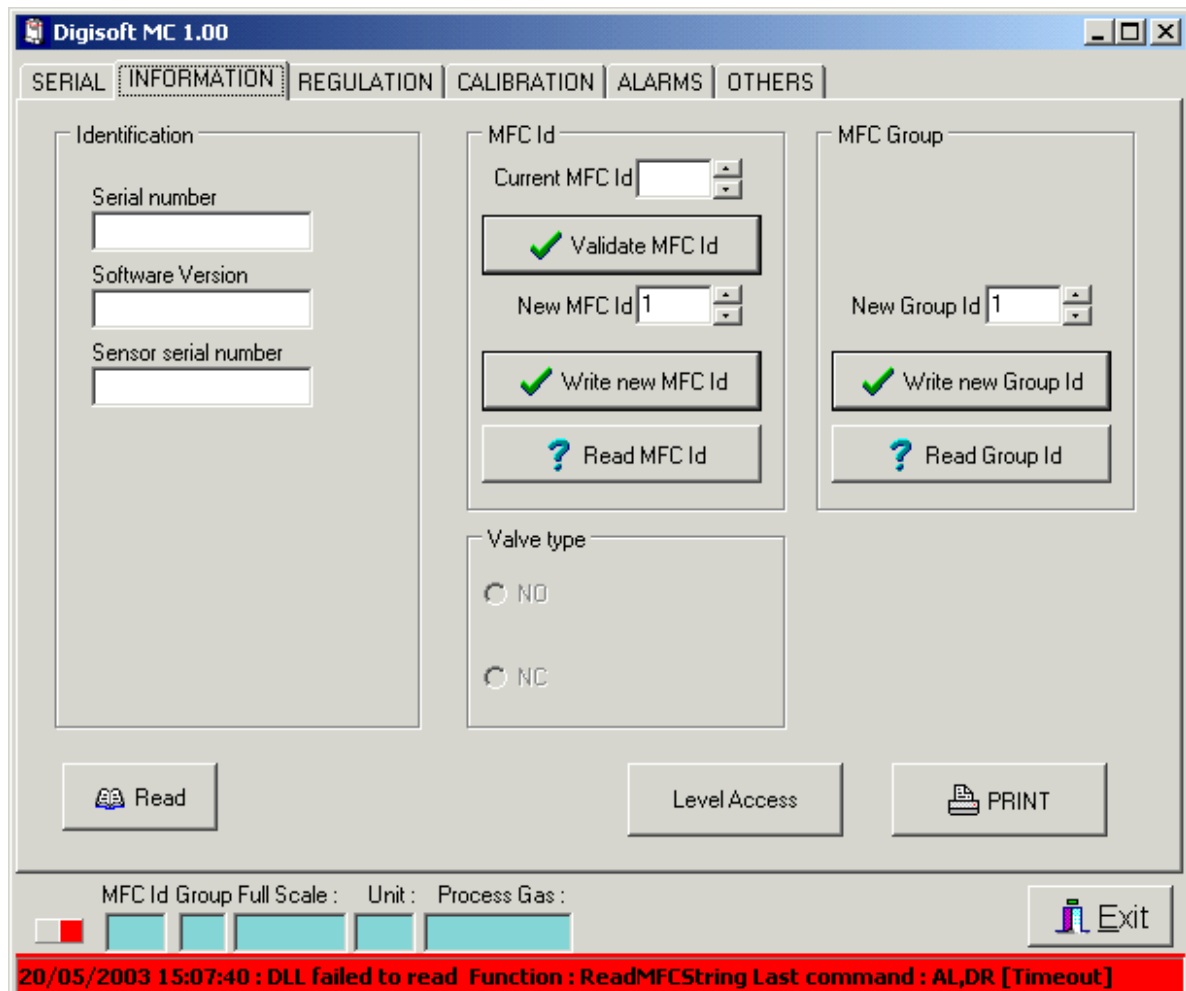 Digisoft MC 1.00
SERIAL INFORMATION REGULATION CALIBRATION ALARMS OTHERS
Identification
Serial number
Software Version
Sensor serial number
MFC Id
Current MFC Id
Validate MFC Id
New MFC Id 1
Write new MFC Id
Read MFC Id
MFC Group
New Group Id 1
Write new Group Id
Read Group Id
Valve type
NO
NC
Read
Level Access
PRINT
MFC Id Group Full Scale : Unit : Process Gas :
Exit
20/05/2003 15:07:40 : DLL failed to read Function : ReadMFCString Last command : AL,DR [Timeout]